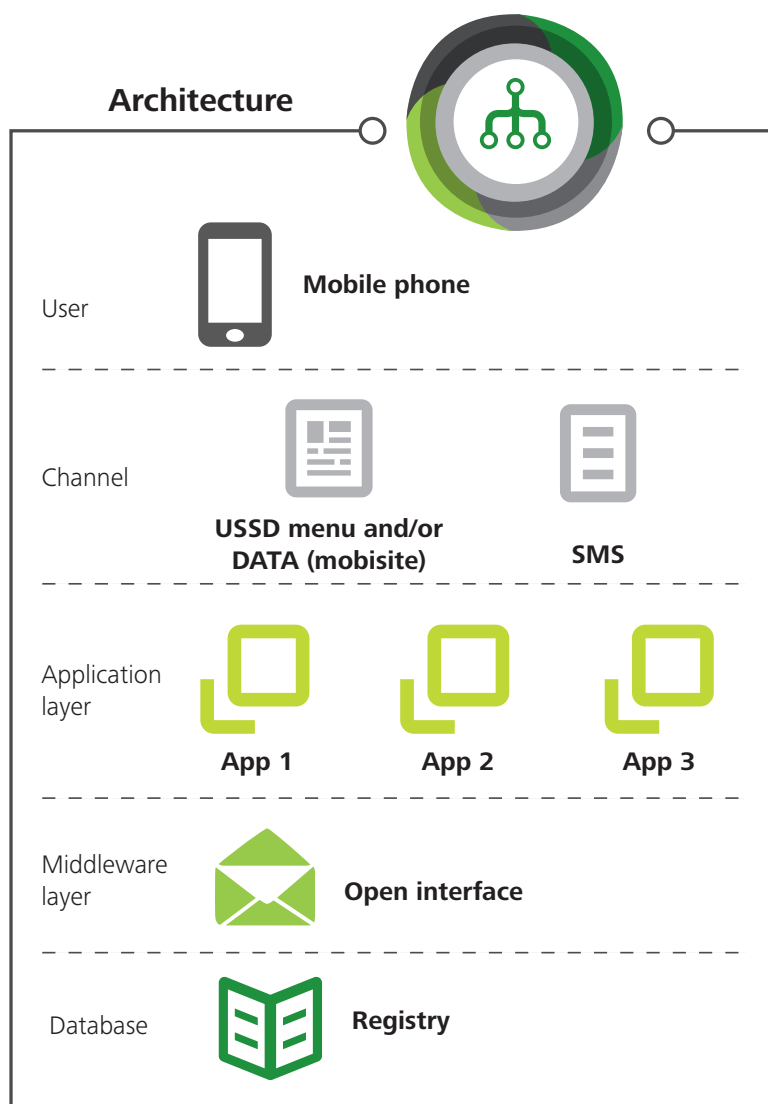 Architecture
User
Mobile phone
Channel
USSD menu and/or
DATA (mobisite)
SMS
Application
layer
App 1
App 2
App 3
Middleware
layer
Open interface
Database
Registry